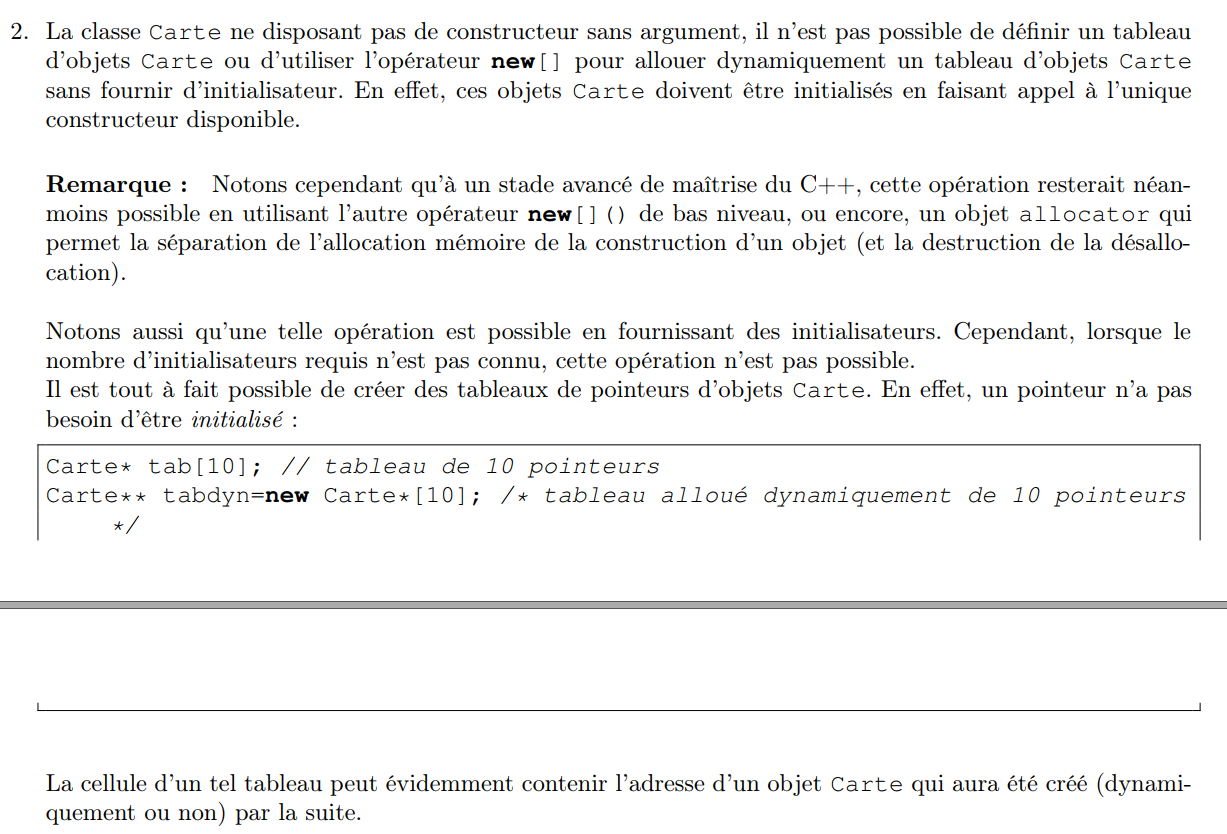 2. La classe Carte ne disposant pas de constructeur sans argument, il n'est pas possible de définir un tableau
d'objets Carte ou d'utiliser l'opérateur new[] pour allouer dynamiquement un tableau d'objets Carte
sans fournir d'initialisateur. En effet, ces objets Carte doivent être initialisés en faisant appel à l'unique
constructeur disponible.
Remarque : Notons cependant qu'à un stade avancé de maîtrise du C++, cette opération resterait néan-
moins possible en utilisant l'autre opérateur new[]() de bas niveau, ou encore, un objet allocator qui
permet la séparation de l'allocation mémoire de la construction d'un objet (et la destruction de la désallo-
cation).
Notons aussi qu'une telle opération est possible en fournissant des initialisateurs. Cependant, lorsque le
nombre d'initialisateurs requis n'est pas connu, cette opération n'est pas possible.
Il est tout à fait possible de créer des tableaux de pointeurs d'objets Carte. En effet, un pointeur n'a pas
besoin d'être initialisé :
Carte* tab[10]; // tableau de 10 pointeurs
Carte** tabdyn=new Carte*[10]; /* tableau alloué dynamiquement de 10 pointeurs
*/
La cellule d'un tel tableau peut évidemment contenir l'adresse d'un objet Carte qui aura été créé (dynami-
quement ou non) par la suite.